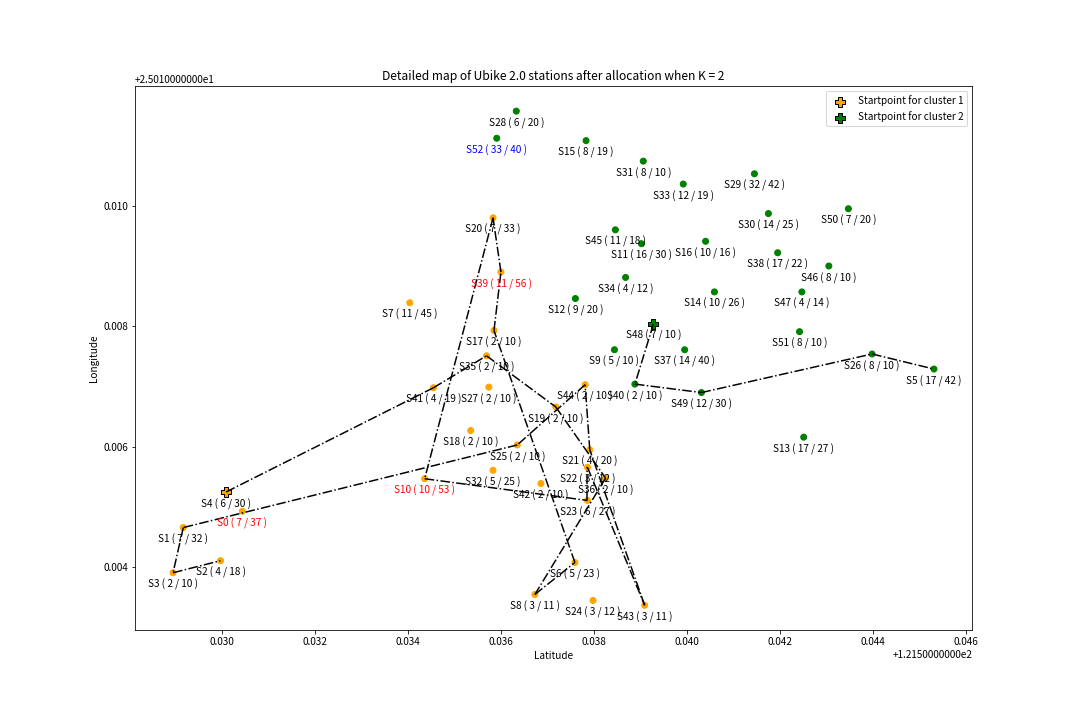 Detailed map of Ubike 2.0 stations after allocation when K = 2
+2.5010000000e1
Startpoint for cluster 1
Startpoint for cluster 2
S28 ( 6 / 20 )
S52 ( 33 / 40 )
S15 ( 8 / 19 )
S31 ( 8 / 10 )
S29 ( 32 / 42 )
S33 ( 12 / 19 )
0.010
S50 ( 7 / 20 )
S30 ( 14 / 25 )
S20 ( 7 / 33 )
S45 ( 11 / 18 )
S11 ( 16 / 30 )
S16 ( 10 / 16 )
S38 ( 17 / 22 )
S46 ( 8 / 10 )
S39 ( 11 / 56 )
S34 ( 4 / 12 )
S14 ( 10 / 26 )
S47 ( 4 / 14 )
S12 ( 9 / 20 )
S7 ( 11 / 45 )
0.008
S48 ( 7 / 10 )
S17 ( 2 / 10 )
S51 ( 8 / 10 )
S9 ( 5 / 10 )
S37 ( 14 / 40 )
S35 ( 2 / 10 )
S26 ( 8 / 10 )
S5 ( 17 / 42 )
S41 ( 4 / 19 )
S27 ( 2 / 10 )
S44 ( 2 / 10 )
S40 ( 2 / 10 )
S49 ( 12 / 30 )
S19 ( 2 / 10 )
S18 ( 2 / 10 )
S13 ( 17 / 27 )
0.006
S25 ( 2 / 10 )
S21 ( 4 / 20 )
S32 ( 5 / 25 )
S22 ( 3
S10 ( 10 / 53 )
S42 ( 2 / 10 )
S36 ( 2 / 10 )
S4 ( 6 / 30 )
S23 ( 6 / 27 )
S0 ( 7 / 37 )
S1 ( 7 / 32 )
0.004
S2 ( 4 / 18 )
S6 ( 5 / 23 )
S3 ( 2 / 10 )
S8 ( 3 / 11 )
S24 ( 3 / 12 )
S43 ( 3 / 11 )
0.030
0.032
0.034
0.036
0.038
0.040
0.042
0.044
0.046
Longitude
Latitude
+1.2150000000e2